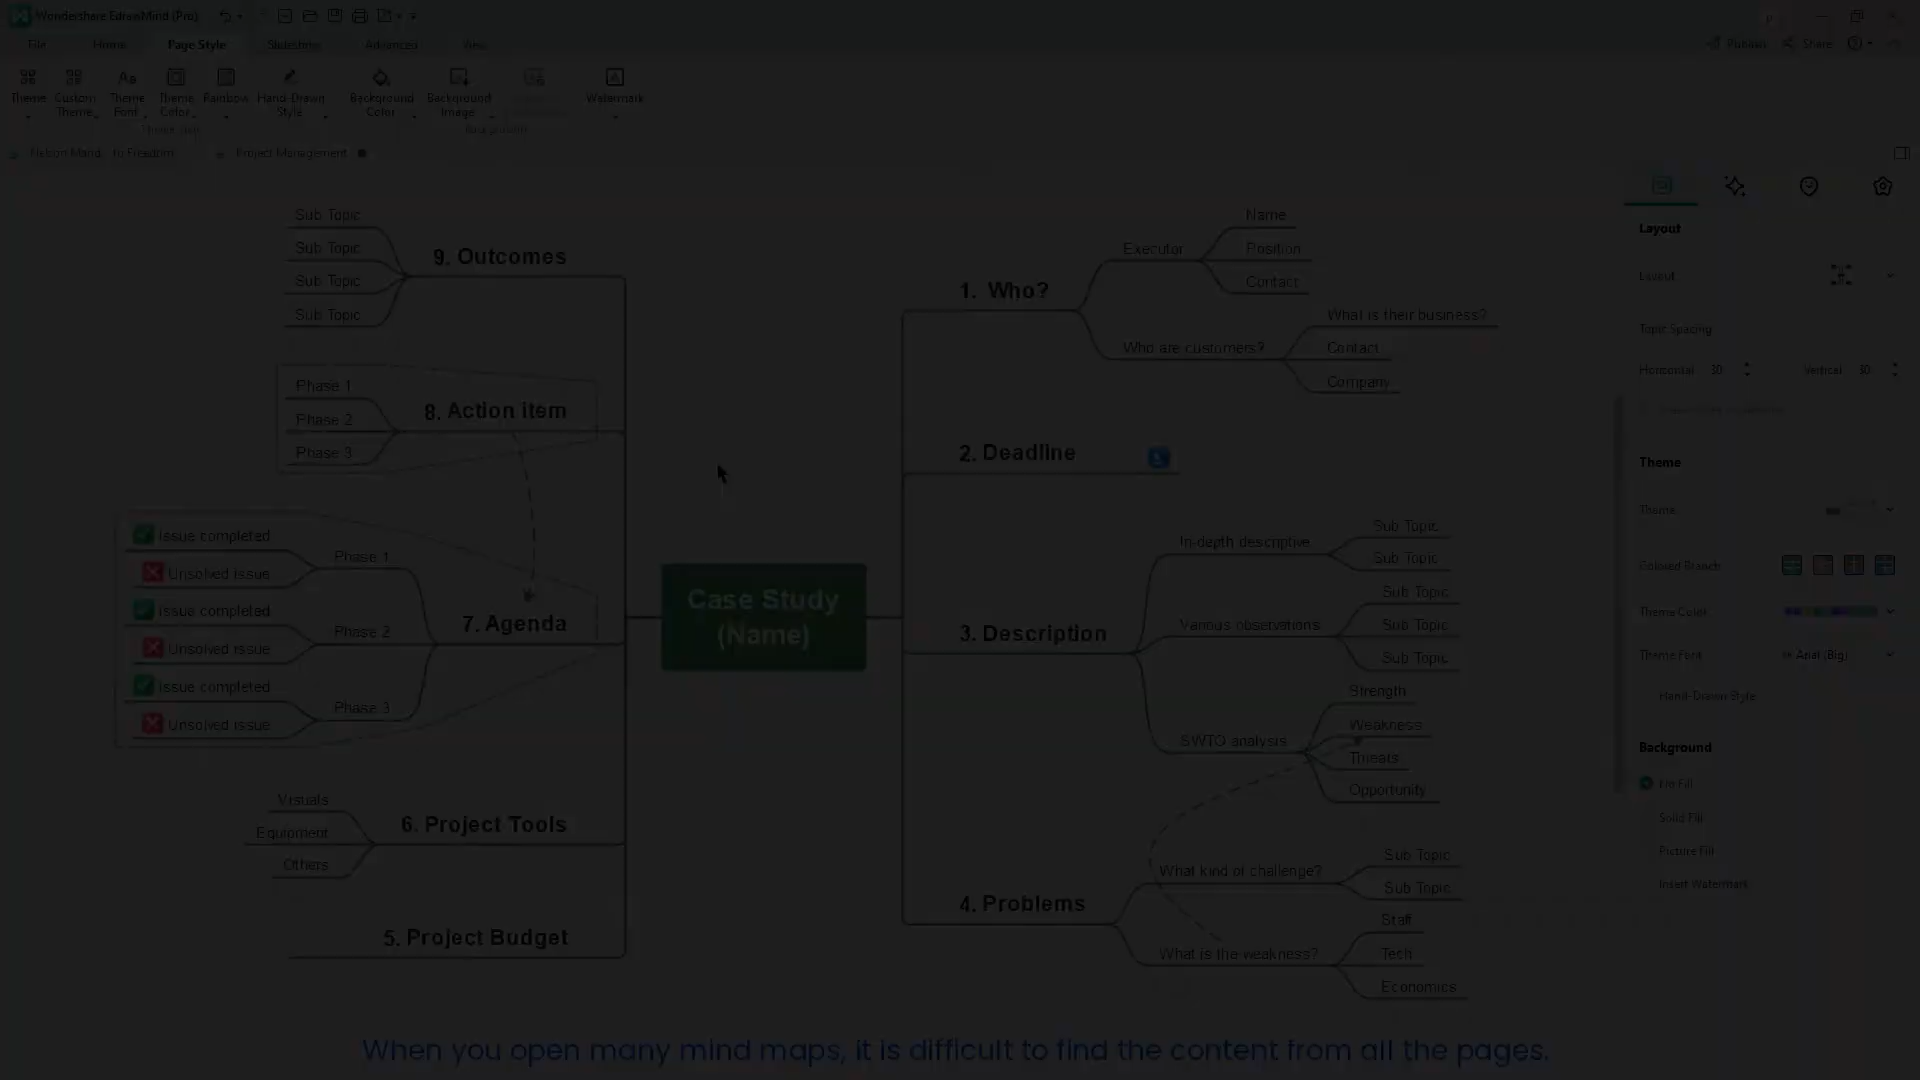 Wondershare EdrawMind (Pro)
File Home Page Style Slideshow Advanced View
Publish Share
Theme
Custom Theme
Theme Font
Theme Color
Rainbow
Hand-Drawn Style
Background Color
Background Image
Watermark
Background
Nelson Mand... to Freedom
Project Management
Sub Topic
Sub Topic
Sub Topic
Sub Topic
9. Outcomes
Phase 1
Phase 2
Phase 3
8. Action item
Issue completed
Unsolved issue
Phase 1
Issue completed
Unsolved issue
Phase 2
Issue completed
Unsolved issue
Phase 3
7. Agenda
Visuals
Equipment
Others
6. Project Tools
5. Project Budget
Case Study
(Name)
1. Who?
Executor
Name
Position
Contact
Who are customers?
What is their business?
Contact
Company
2. Deadline
3. Description
In-depth descriptive
Sub Topic
Sub Topic
Various observations
Sub Topic
Sub Topic
Sub Topic
SWTO analysis
Strength
Weakness
Threats
Opportunity
4. Problems
What kind of challenge?
Sub Topic
Sub Topic
What is the weakness?
Staff
Tech
Economics
Layout
Layout
Topic Spacing
Horizontal 30 Vertical 30
Theme
Theme
Colored Branch
Theme Color
Theme Font Arial (Big)
Hand-Drawn Style
Background
No Fill
Solid Fill
Picture Fill
Insert Watermark
When you open many mind maps, it is difficult to find the content from all the pages.